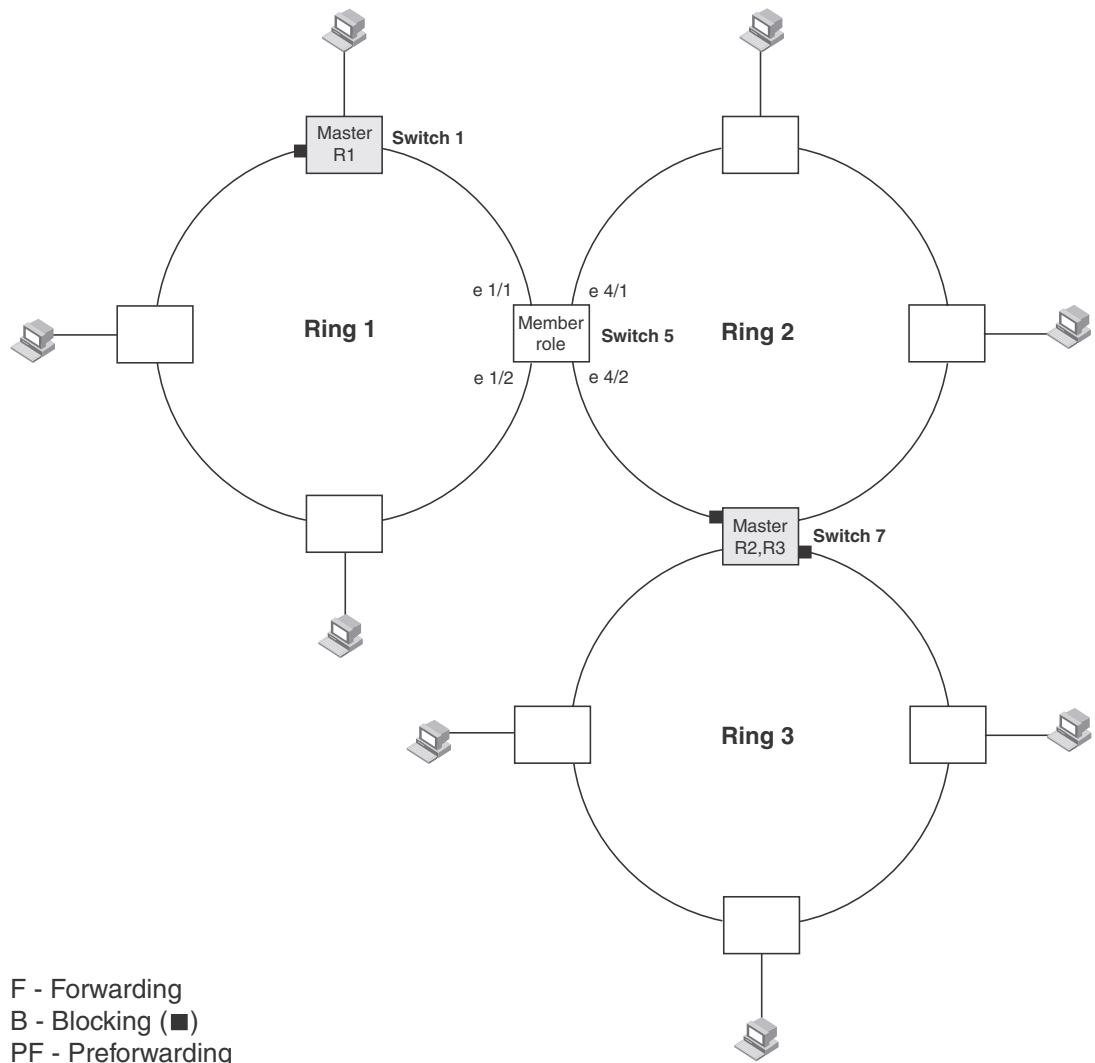 Master
R1
Switch 1
e 1/1
e 4/1
Ring 1
Member
role
Switch 5
Ring 2
e 1/2
e 4/2
Master
R2,R3
Switch 7
Ring 3
F - Forwarding
B - Blocking (■)
PF - Preforwarding